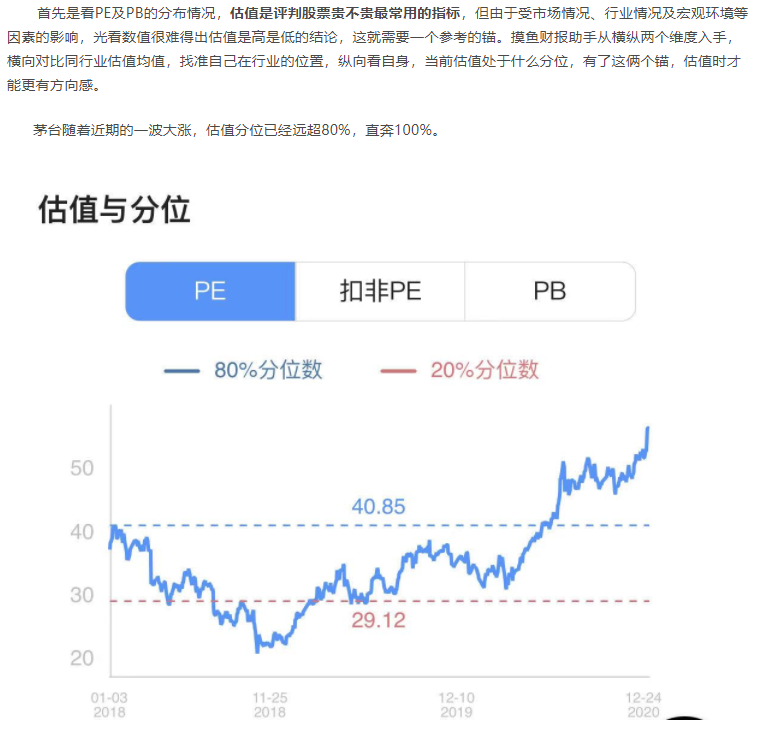 首先是看PE及PB的分布情况，估值是评判股票贵不贵最常用的指标，但由于受市场情况、行业情况及宏观环境等
因素的影响，光看数值很难得出估值是高是低的结论，这就需要一个参考的锚。摸鱼财报助手从横纵两个维度入手，
横向对比同行业估值均值，找准自己在行业的位置，纵向看自身，当前估值处于什么分位，有了这俩个锚，估值时才
能更有方向感。
茅台随着近期的一波大涨，估值分位已经远超80%，直奔100%。
估值与分位
PE 扣非PE PB
80%分位数 20%分位数
50
40.85
40
30
29.12
20
01-03 11-25 12-10 12-24
2018 2018 2019 2020